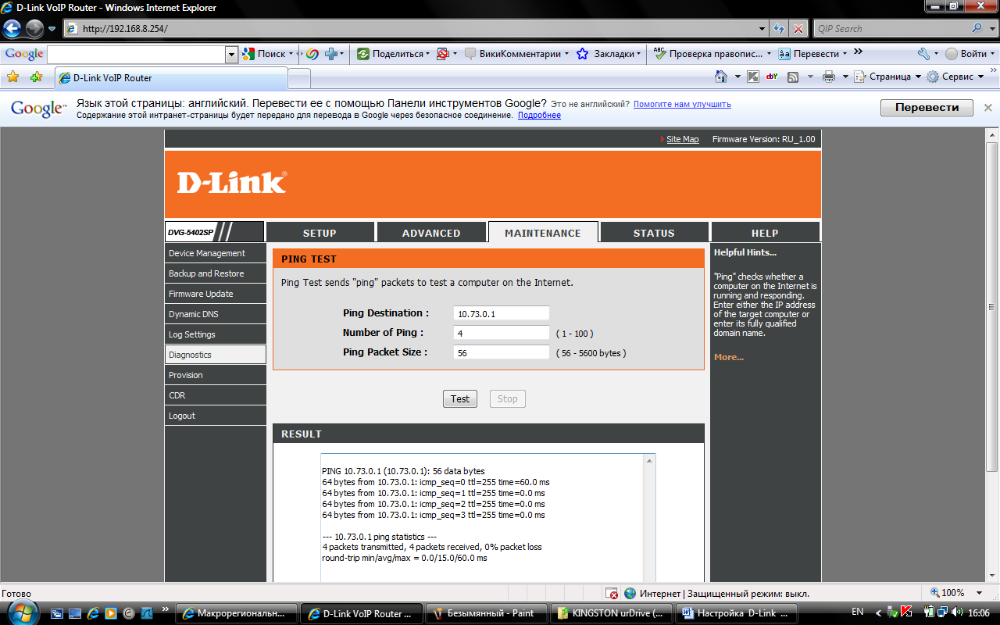 D-Link VoIP Router - Windows Internet Explorer
http://192.168.8.254/
QIP Search
Google Поиск Поделиться ВикиКомментарии Закладки ABC Проверка правопис... Перевести Войти
D-Link VoIP Router
ebY Страница Сервис
Google™ Язык этой страницы: английский. Перевести ее с помощью Панели инструментов Google? Это не английский? Помогите нам улучшить
Содержание этой интранет-страницы будет передано для перевода в Google через безопасное соединение. Подробнее
Перевести
Site Map Firmware Version: RU_1.00
D-Link®
DVG-5402SP SETUP ADVANCED MAINTENANCE STATUS HELP
Device Management
Backup and Restore
Firmware Update
Dynamic DNS
Log Settings
Diagnostics
Provision
CDR
Logout
PING TEST
Ping Test sends "ping" packets to test a computer on the Internet.
Ping Destination : 10.73.0.1
Number of Ping : 4 ( 1 - 100 )
Ping Packet Size : 56 ( 56 - 5600 bytes )
Test Stop
RESULT
PING 10.73.0.1 (10.73.0.1): 56 data bytes
64 bytes from 10.73.0.1: icmp_seq=0 ttl=255 time=60.0 ms
64 bytes from 10.73.0.1: icmp_seq=1 ttl=255 time=0.0 ms
64 bytes from 10.73.0.1: icmp_seq=2 ttl=255 time=0.0 ms
64 bytes from 10.73.0.1: icmp_seq=3 ttl=255 time=0.0 ms
--- 10.73.0.1 ping statistics ---
4 packets transmitted, 4 packets received, 0% packet loss
round-trip min/avg/max = 0.0/15.0/60.0 ms
Helpful Hints...
"Ping" checks whether a
computer on the Internet is
running and responding.
Enter either the IP address
of the target computer or
enter its fully qualified
domain name.
More...
Готово Интернет | Защищенный режим: выкл. 100%
Макрорегиональн... D-Link VoIP Router ... Безымянный - Paint KINGSTON urDrive (... Настройка D-Link ... EN 16:06